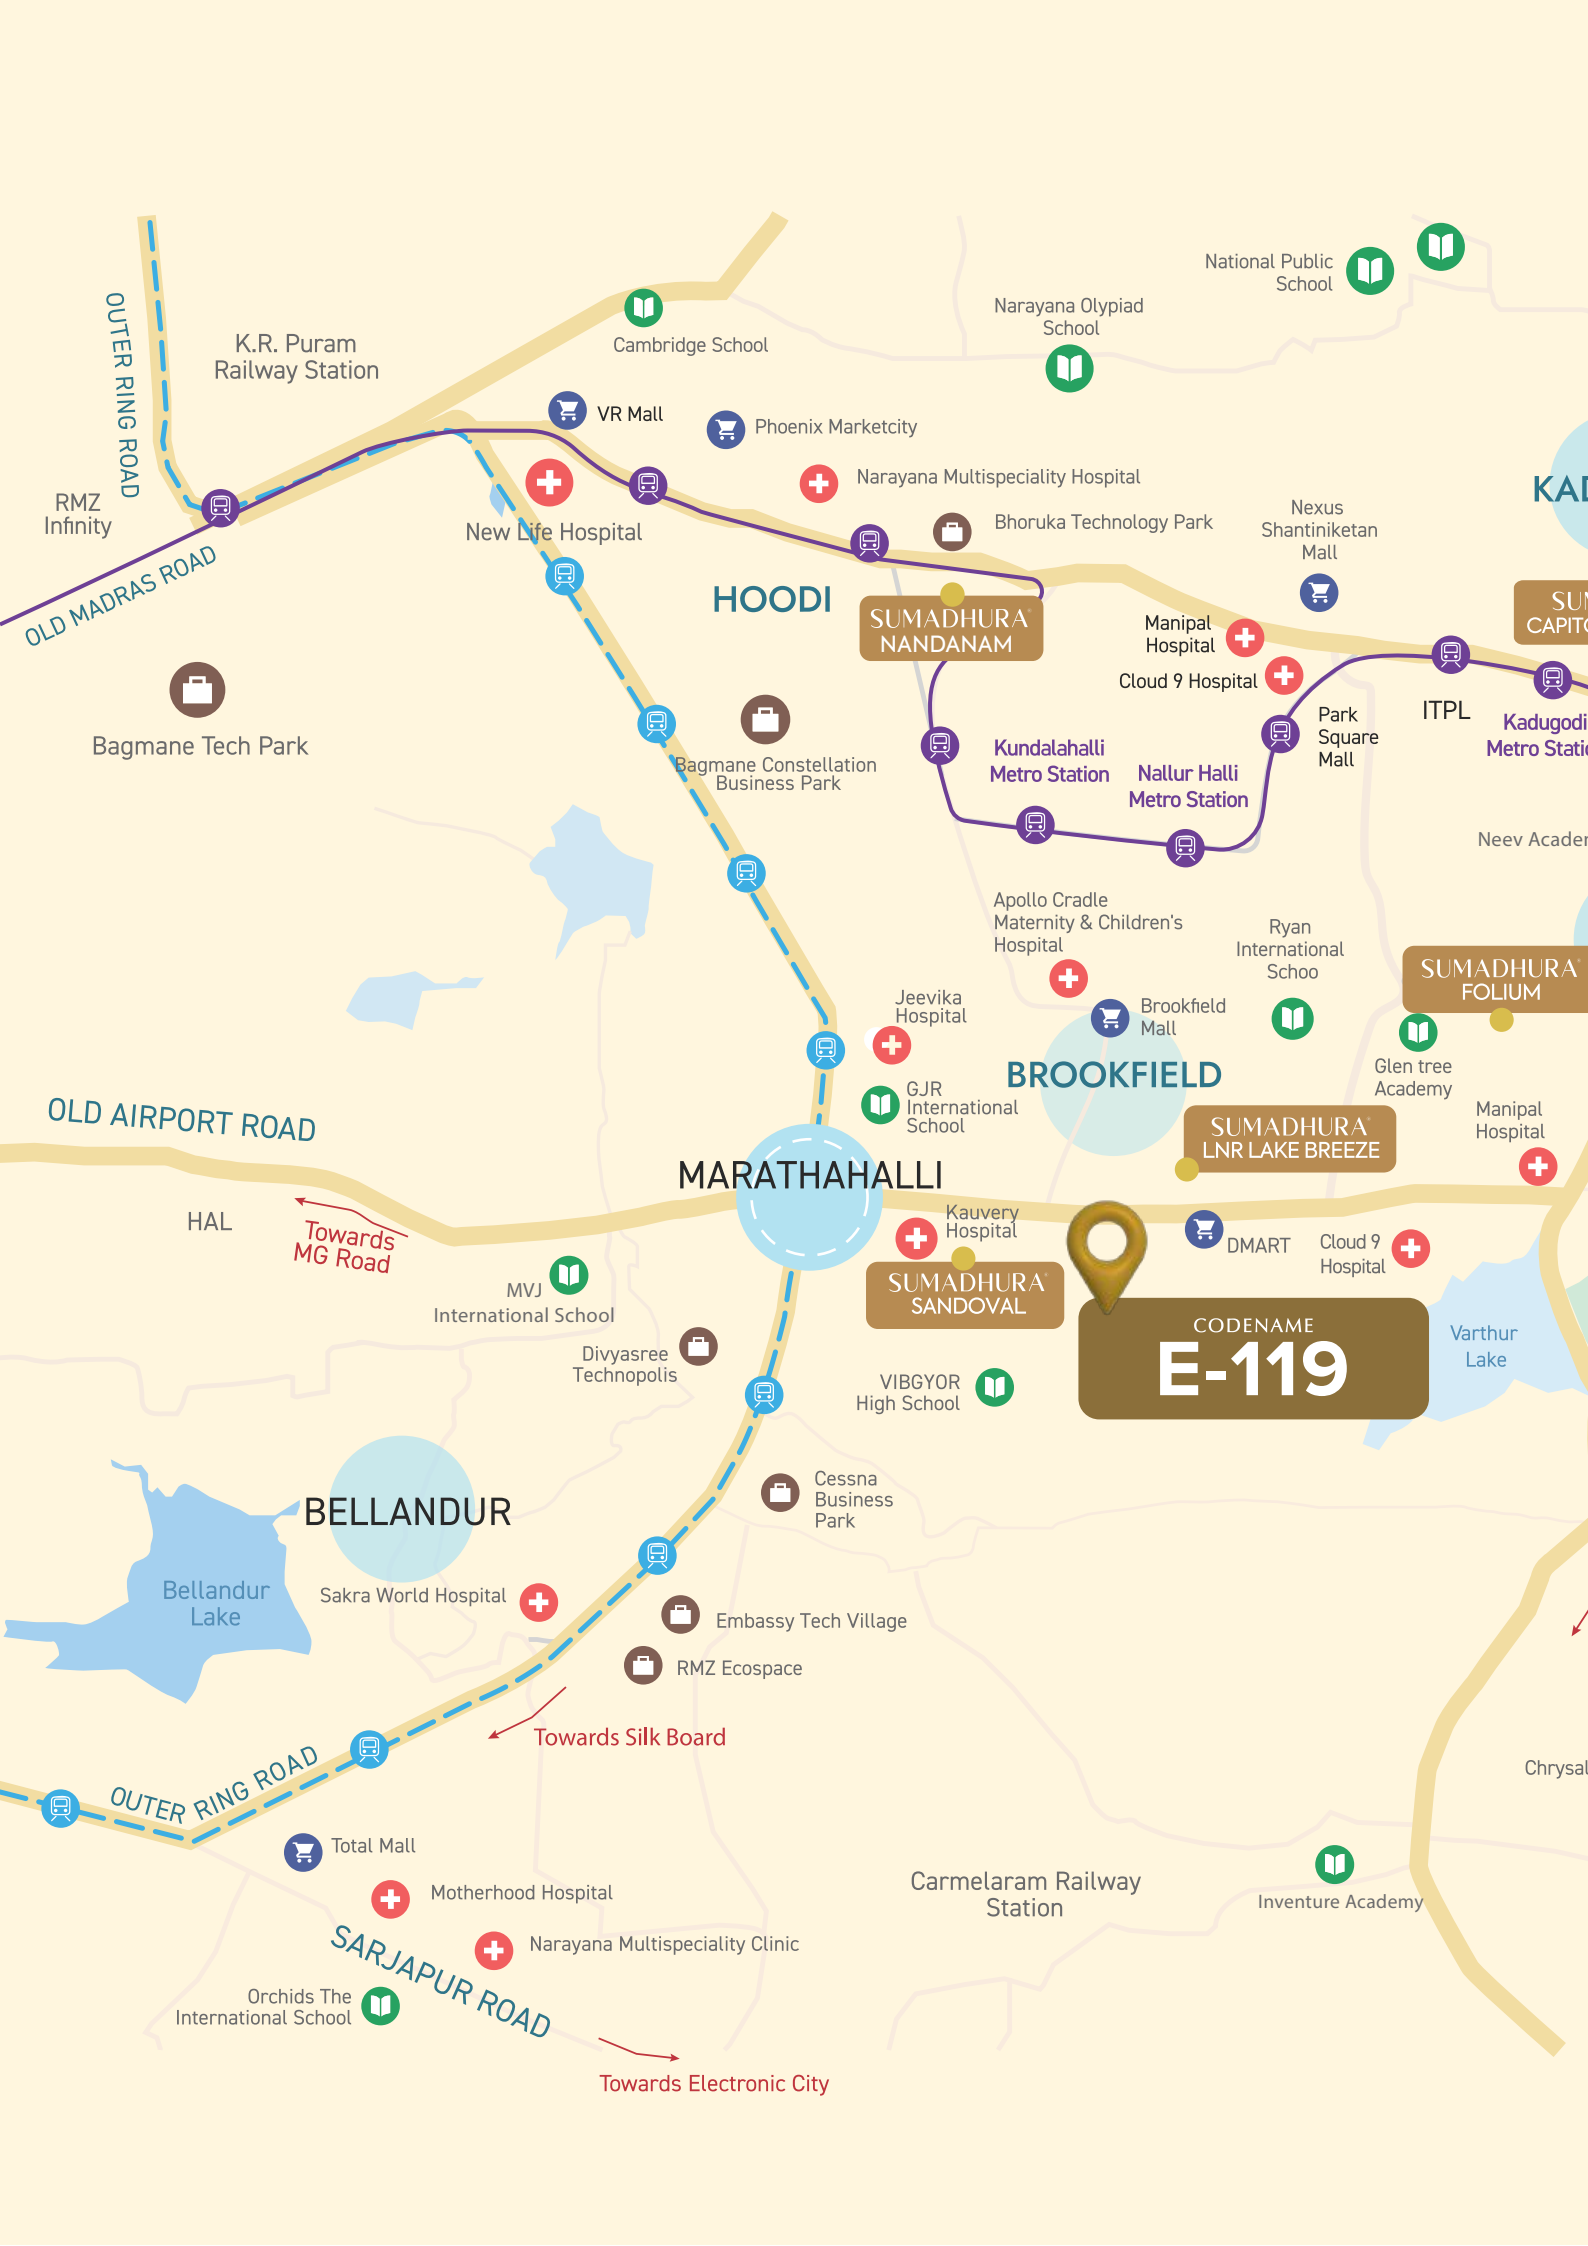 National Public
School
Narayana Olypiad
School
OUTER RING ROAD
K.R. Puram
Railway Station
Cambridge School
VR Mall
Phoenix Marketcity
Narayana Multispeciality Hospital
KAD
RMZ
Infinity
New Life Hospital
Bhoruka Technology Park
Nexus
Shantiniketan
Mall
OLD MADRAS ROAD
HOODI
SUMADHURA
NANDANAM
Manipal
Hospital
Cloud 9 Hospital
SUM
CAPITO
Bagmane Tech Park
Bagmane Constellation
Business Park
Kundalahalli
Metro Station
Nallur Halli
Metro Station
Park
Square
Mall
ITPL
Kadugodi
Metro Statio
Neev Academ
Apollo Cradle
Maternity & Children's
Hospital
Ryan
International
Schoo
SUMADHURA
FOLIUM
Jeevika
Hospital
Brookfield
Mall
BROOKFIELD
Glen tree
Academy
GJR
International
School
OLD AIRPORT ROAD
Manipal
Hospital
SUMADHURA
LNR LAKE BREEZE
MARATHAHALLI
HAL
Towards
MG Road
Kauvery
Hospital
DMART
Cloud 9
Hospital
SUMADHURA
SANDOVAL
MVJ
International School
CODENAME
E-119
Varthur
Lake
Divyasree
Technopolis
VIBGYOR
High School
BELLANDUR
Cessna
Business
Park
Bellandur
Lake
Sakra World Hospital
Embassy Tech Village
RMZ Ecospace
Towards Silk Board
OUTER RING ROAD
Chrysal
Total Mall
Motherhood Hospital
Carmelaram Railway
Station
Inventure Academy
SARJAPUR ROAD
Narayana Multispeciality Clinic
Orchids The
International School
Towards Electronic City